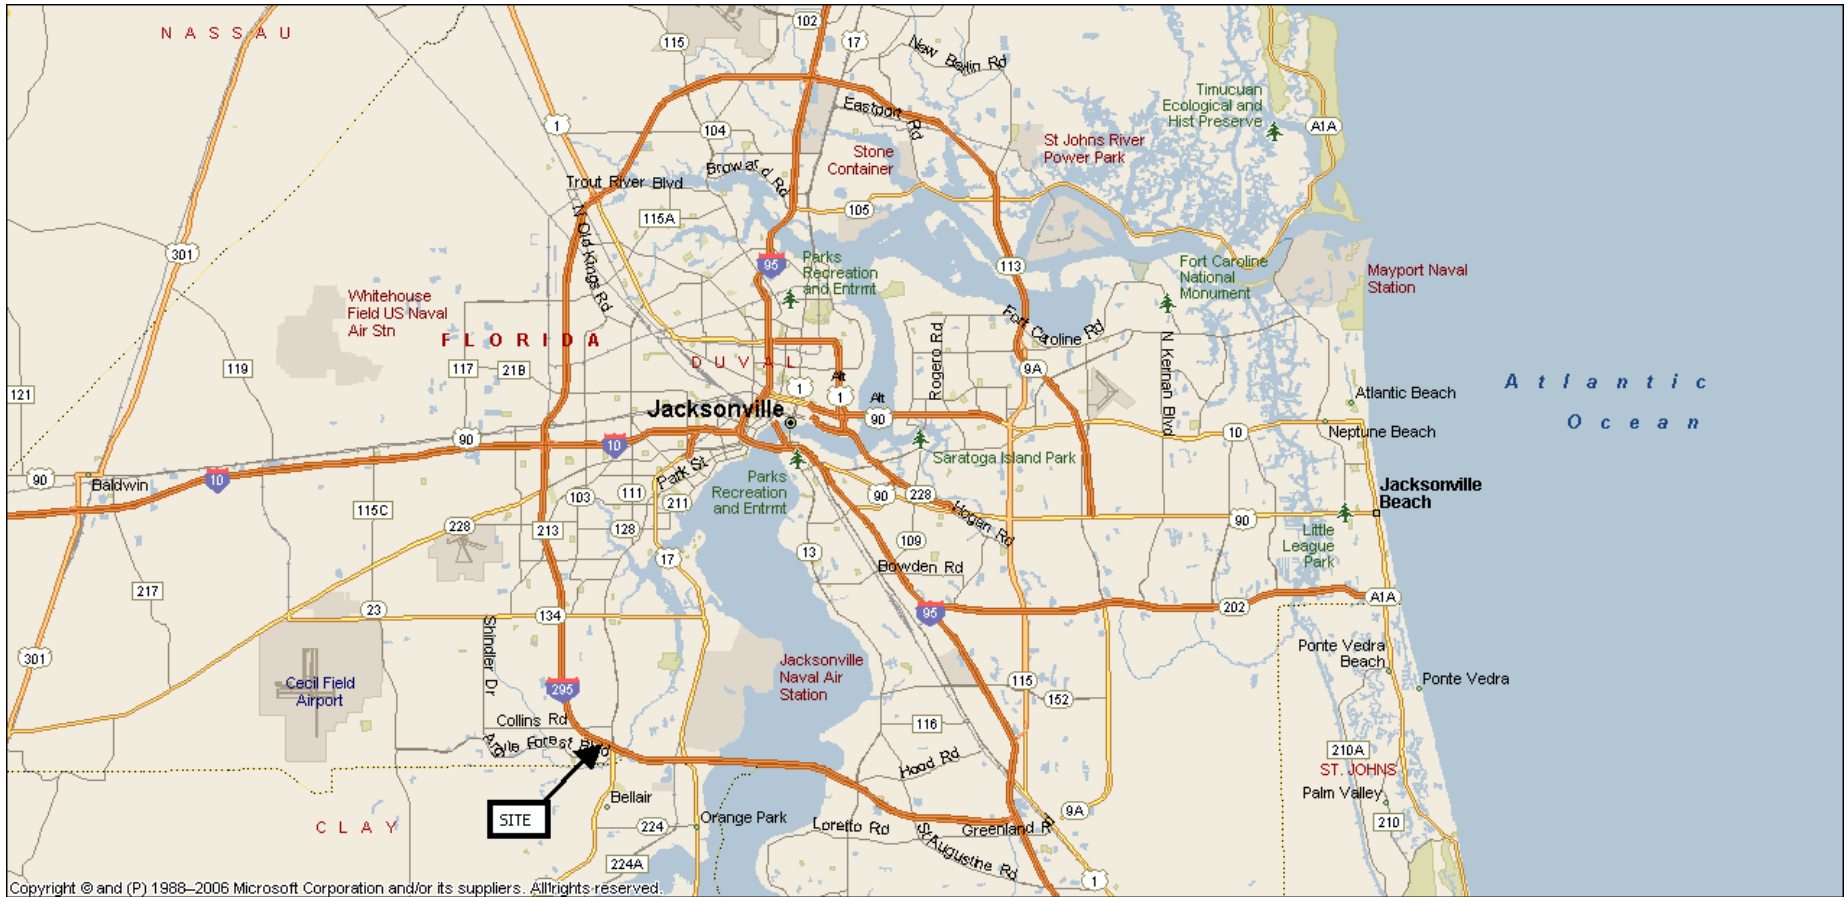 N A S S A U
102
115
17
New Berlin Rd
Timucuan
Ecological and
Hist Preserve
1
104
Eastport Rd
A1A
St Johns River
Power Park
Stone
Container
Broward Rd
Trout River Blvd
115A
105
N Old Kings Rd
301
95
Parks
Recreation
and Entrmt
113
Fort Caroline
National
Monument
Mayport Naval
Station
Whitehouse
Field US Naval
Air Stn
F L O R I D A
D U V A L
Fort Caroline Rd
Rogero Rd
N Kernan Blvd
119
117
21B
9A
121
1
Alt
1
Alt
90
A t l a n t i c
O c e a n
Atlantic Beach
Jacksonville
90
10
10
Neptune Beach
Saratoga Island Park
90
Baldwin
10
Park St
Parks
Recreation
and Entrmt
103
111
211
90
228
Jacksonville
Beach
115C
228
213
128
Hogan Rd
90
Little
League
Park
109
13
17
Bowden Rd
217
23
134
95
202
A1A
Shindler Dr
301
Ponte Vedra
Beach
Ponte Vedra
Cecil Field
Airport
295
Jacksonville
Naval Air
Station
115
152
Collins Rd
116
Argyle Forest Blvd
210A
Hood Rd
ST. JOHNS
Palm Valley
Bellair
SITE
C L A Y
224
Orange Park
Loretto Rd
St Augustine Rd
Greenland R
9A
210
224A
1
Copyright © and (P) 1988–2006 Microsoft Corporation and/or its suppliers. All rights reserved.